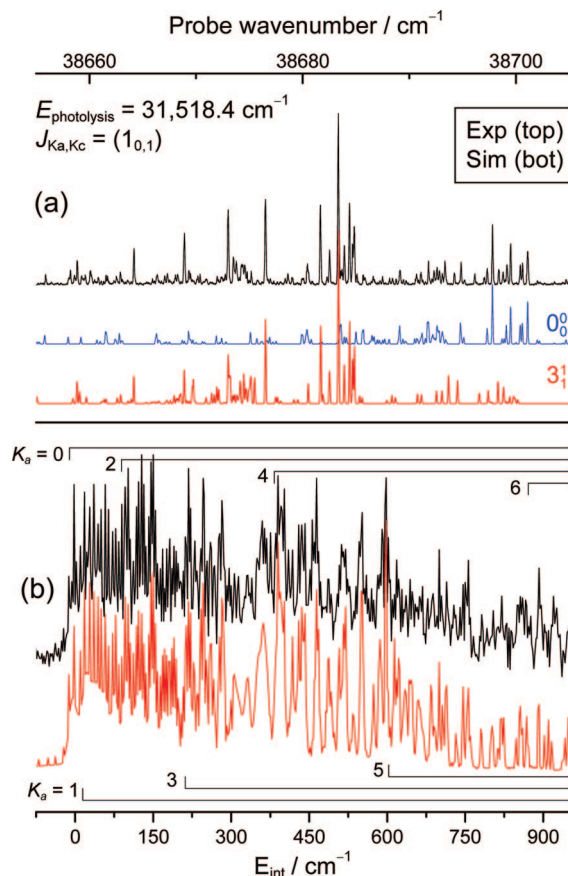 Probe wavenumber / cm⁻¹
38660 38680 38700
E_photolysis = 31,518.4 cm⁻¹
J_Ka,Kc = (1_0,1)
Exp (top)
Sim (bot)
(a)
0⁰₀
3¹₁
K_a = 0
2
4
6
(b)
5
3
K_a = 1
0 150 300 450 600 750 900
E_int / cm⁻¹